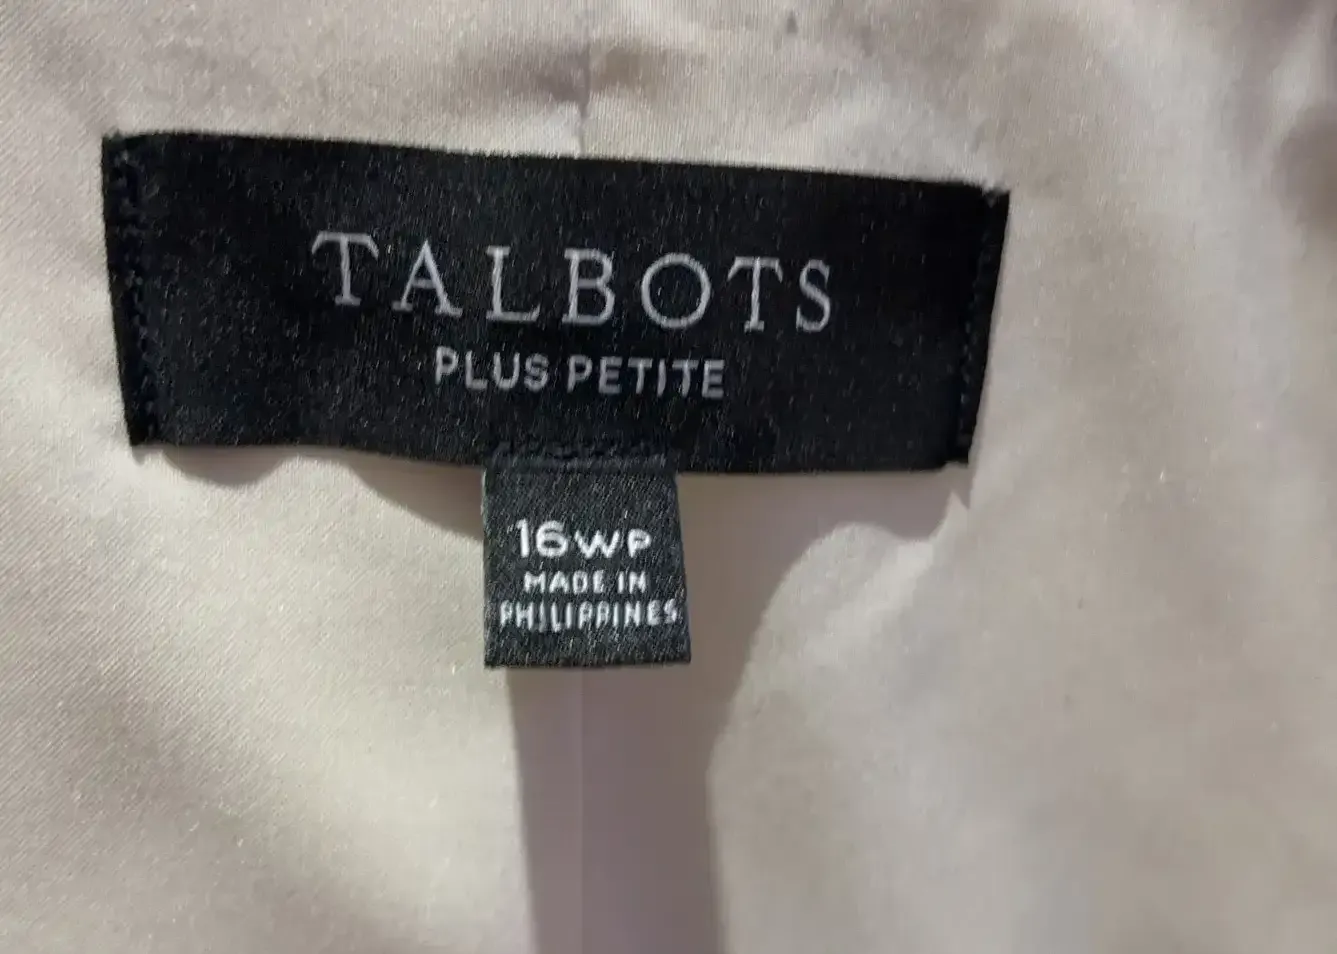 TALBOTS
PLUS PETITE
16WP
MADE IN
PHILIPPINES